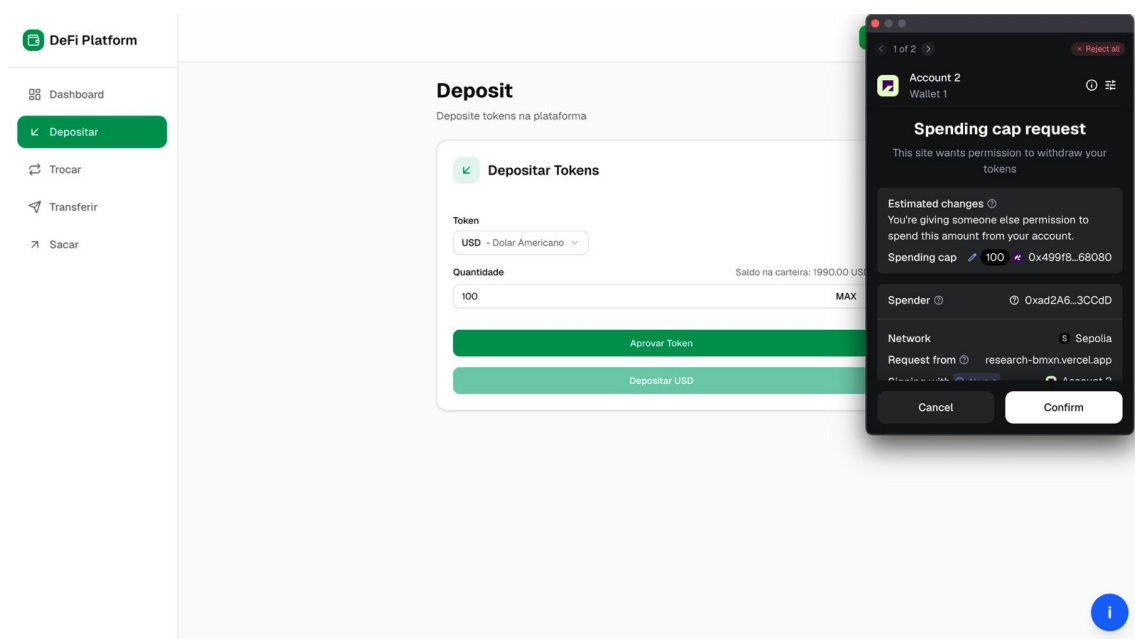 DeFi Platform
Dashboard
Depositar
Trocar
Transferir
Sacar
Deposit
Deposite tokens na plataforma
Depositar Tokens
Token
USD - Dolar Americano
Quantidade
Saldo na carteira: 1990.00 USD
100
MAX
Aprovar Token
Depositar USD
1 of 2
× Reject all
Account 2
Wallet 1
Spending cap request
This site wants permission to withdraw your
tokens
Estimated changes
You're giving someone else permission to
spend this amount from your account.
Spending cap 100 0x499f8...68080
Spender 0xad2A6...3CCdD
Network S Sepolia
Request from research-bmxn.vercel.app
Signing with Account 2
Cancel
Confirm
i